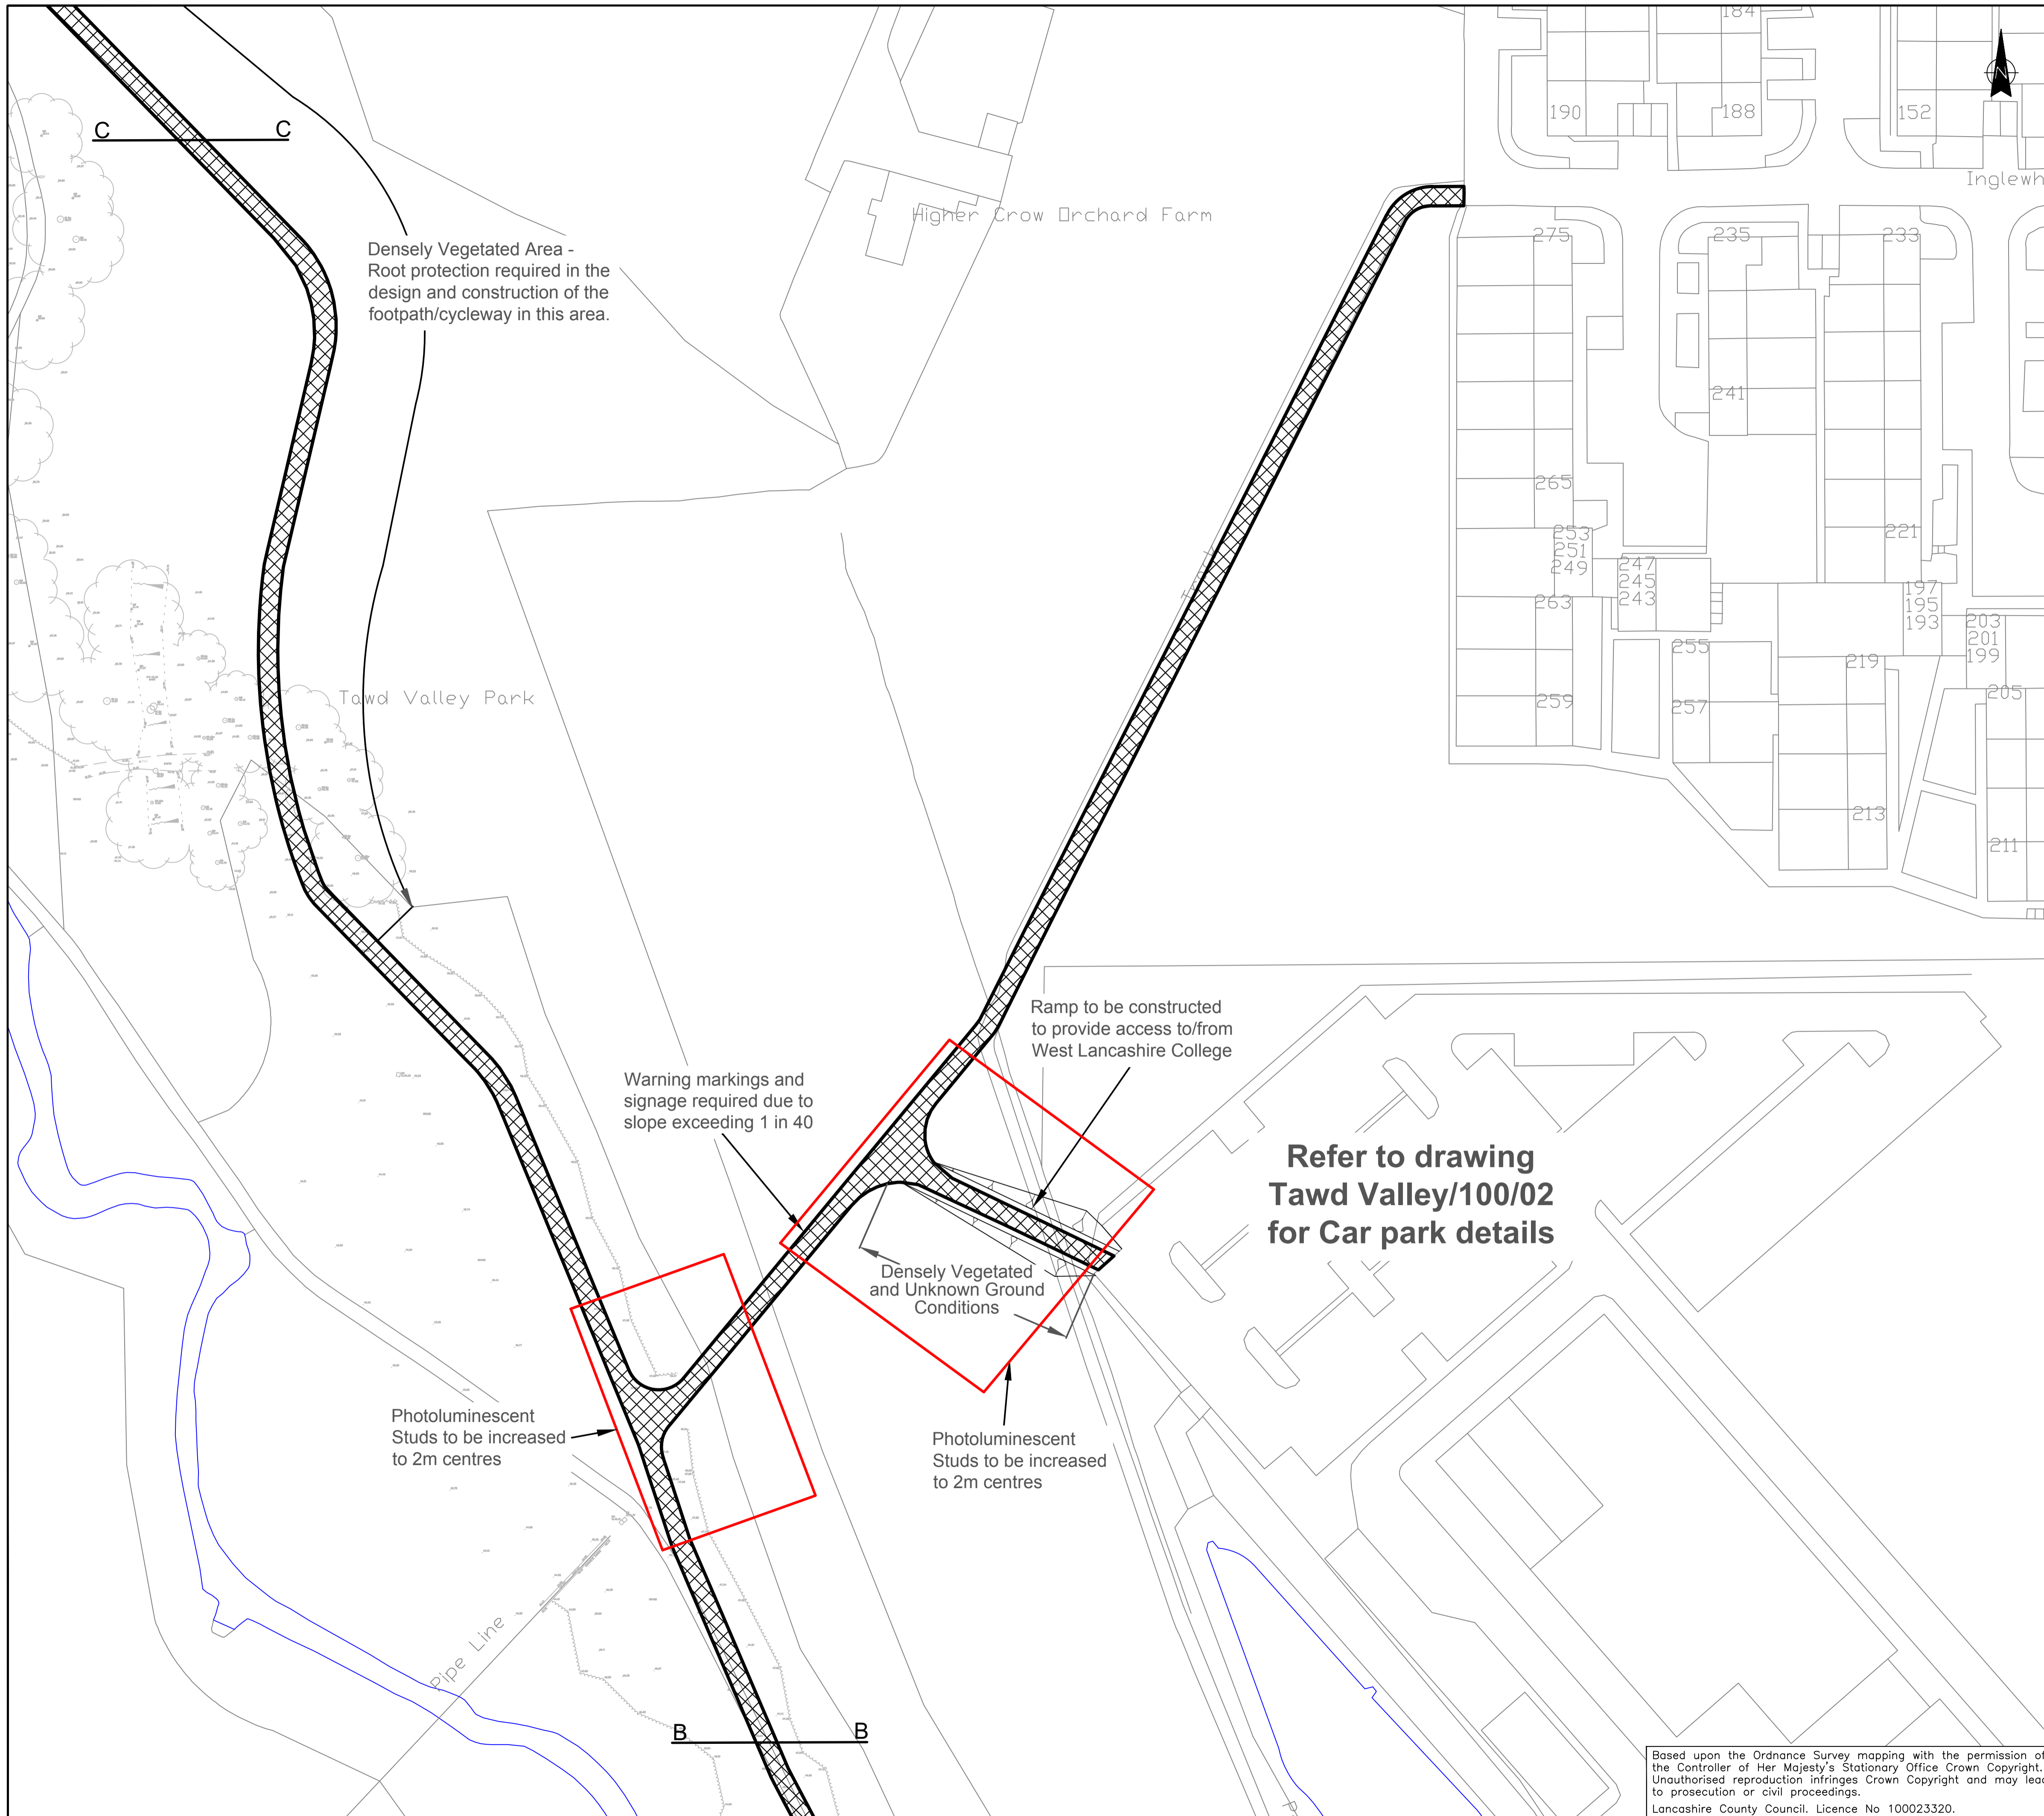 184
190
188
152
N
C
C
Inglewh
Higher Crow Orchard Farm
Densely Vegetated Area -
Root protection required in the
design and construction of the
footpath/cycleway in this area.
275
235
233
241
265
253
251
249
247
245
243
221
263
197
195
193
203
201
199
255
219
205
259
257
213
211
Tawd Valley Park
Ramp to be constructed
to provide access to/from
West Lancashire College
Warning markings and
signage required due to
slope exceeding 1 in 40
Refer to drawing
Tawd Valley/100/02
for Car park details
Densely Vegetated
and Unknown Ground
Conditions
Photoluminescent
Studs to be increased
to 2m centres
Photoluminescent
Studs to be increased
to 2m centres
Pipe Line
B
B
Based upon the Ordnance Survey mapping with the permission of
the Controller of Her Majesty's Stationary Office Crown Copyright.
Unauthorised reproduction infringes Crown Copyright and may lead
to prosecution or civil proceedings.
Lancashire County Council. Licence No 100023320.